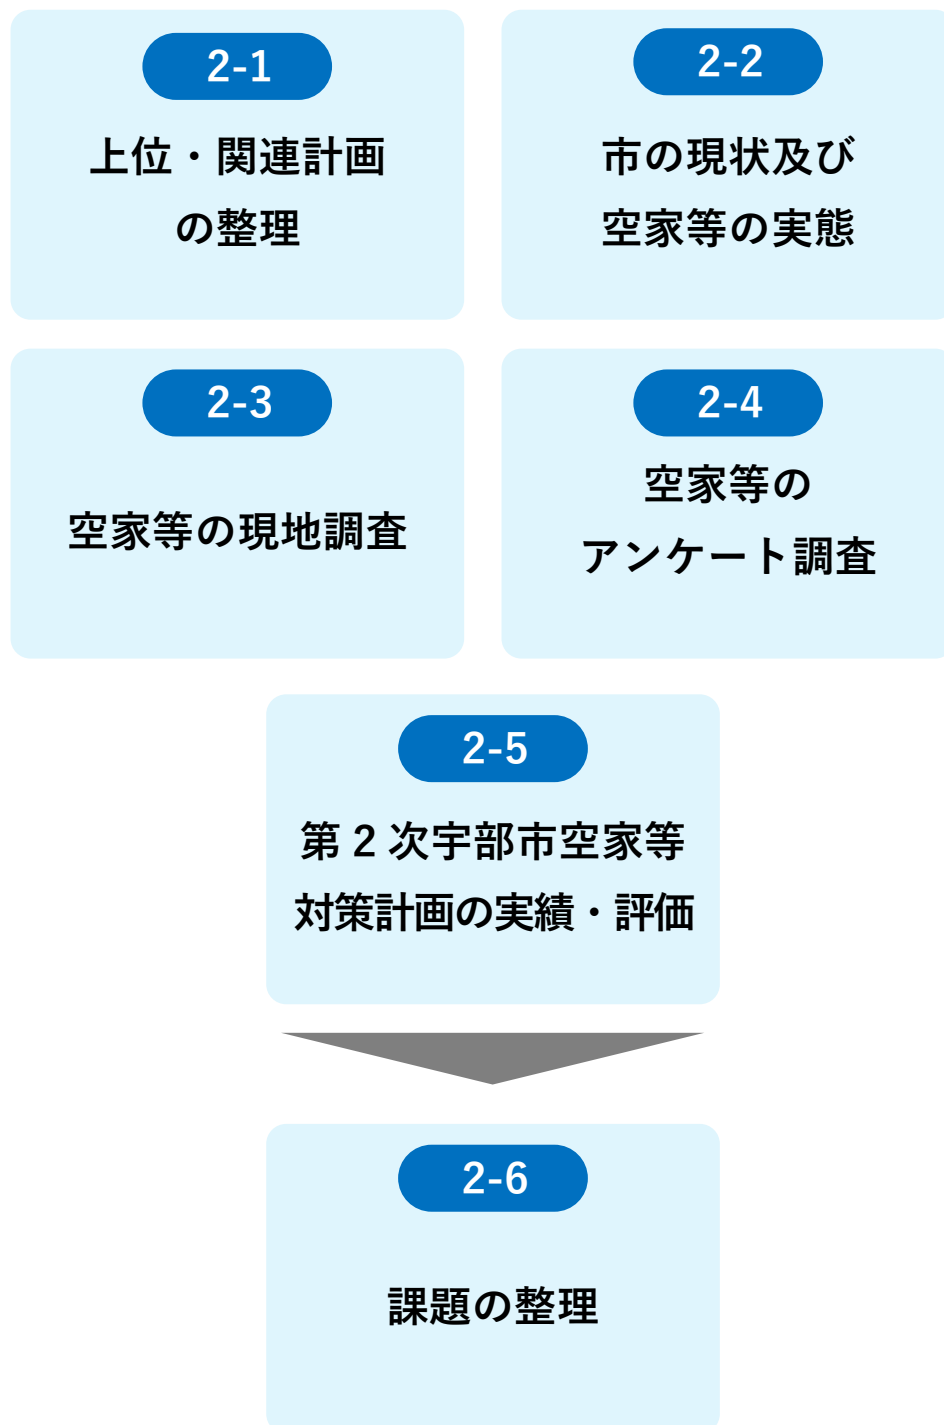 2-1
上位・関連計画
の整理
2-2
市の現状及び
空家等の実態
2-3
空家等の現地調査
2-4
空家等の
アンケート調査
2-5
第２次宇部市空家等
対策計画の実績・評価
2-6
課題の整理